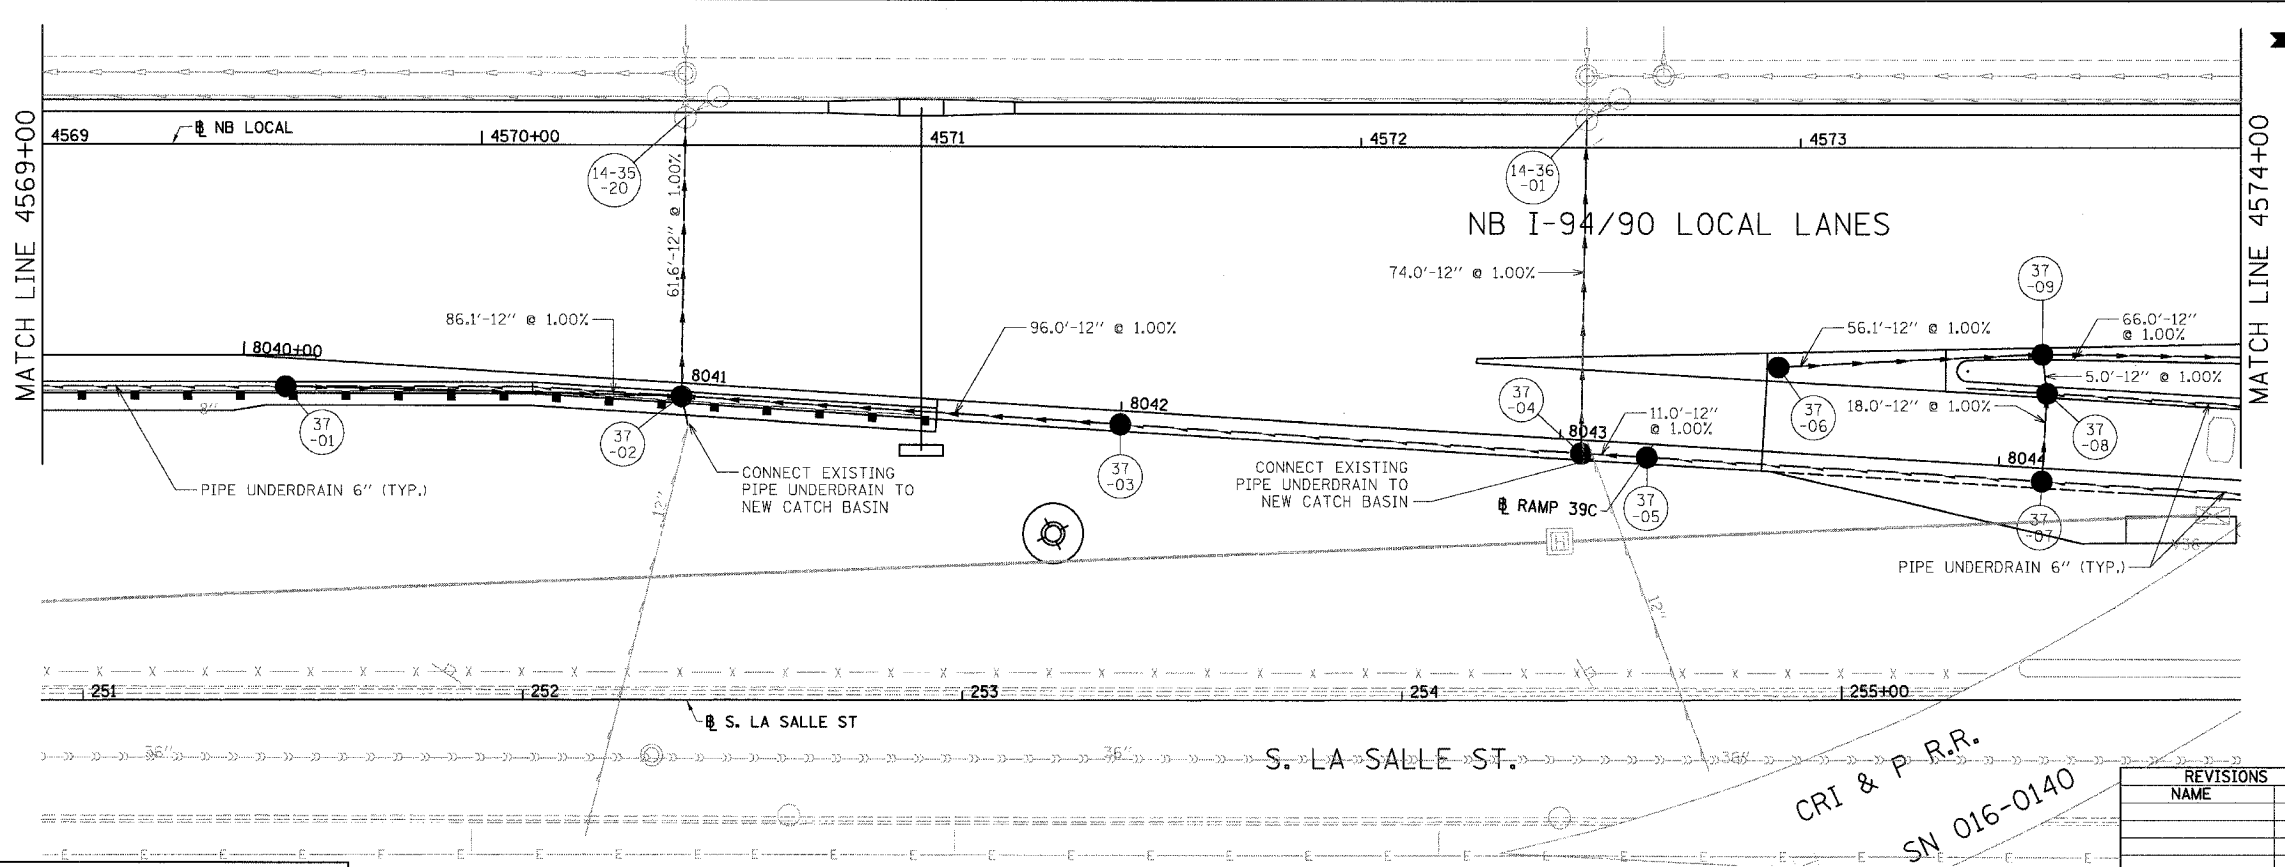 MATCH LINE 4569+00
4569
℄ NB LOCAL
4570+00
4571
4572
4573
MATCH LINE 4574+00
14-35
-20
14-36
-01
61.6'-12" @ 1.00%
NB I-94/90 LOCAL LANES
74.0'-12" @ 1.00%
37
-09
86.1'-12" @ 1.00%
96.0'-12" @ 1.00%
56.1'-12" @ 1.00%
66.0'-12"
@ 1.00%
8040+00
8041
8042
8043
8044
5.0'-12" @ 1.00%
18.0'-12" @ 1.00%
11.0'-12"
@ 1.00%
8"
37
-01
37
-02
37
-03
37
-04
37
-05
37
-06
37
-08
37
-07
PIPE UNDERDRAIN 6" (TYP.)
CONNECT EXISTING
PIPE UNDERDRAIN TO
NEW CATCH BASIN
CONNECT EXISTING
PIPE UNDERDRAIN TO
NEW CATCH BASIN
℄ RAMP 39C
H
PIPE UNDERDRAIN 6" (TYP.)
12"
12"
251
252
253
254
255+00
℄ S. LA SALLE ST
36"
36"
36"
S. LA SALLE ST.
CRI & P R.R.
SN 016-0140
REVISIONS
NAME